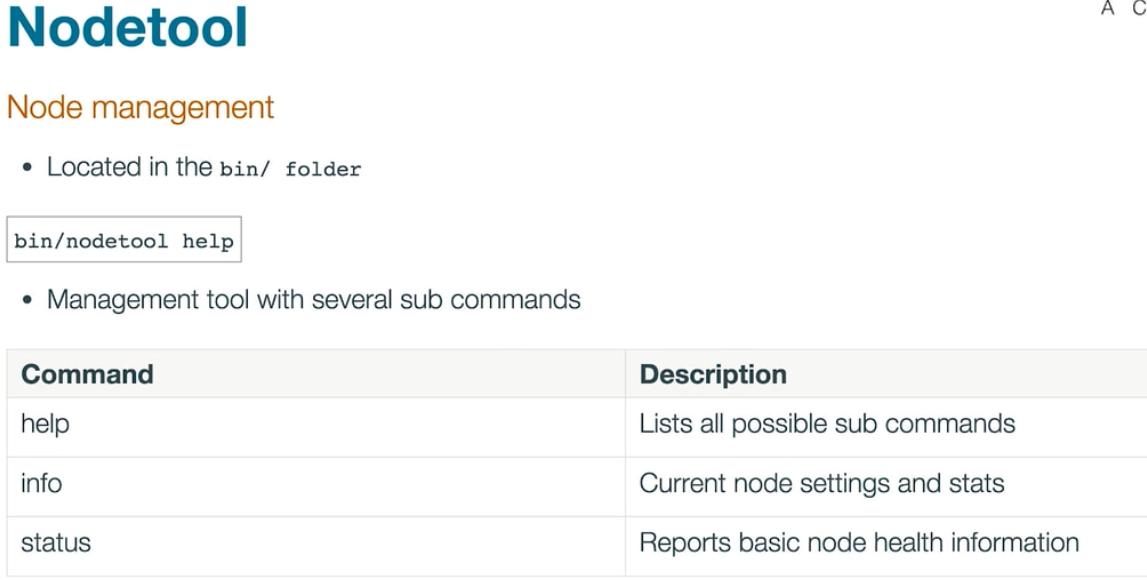 Nodetool
A C
Node management
• Located in the bin/ folder
bin/nodetool help
• Management tool with several sub commands
Command Description
help Lists all possible sub commands
info Current node settings and stats
status Reports basic node health information